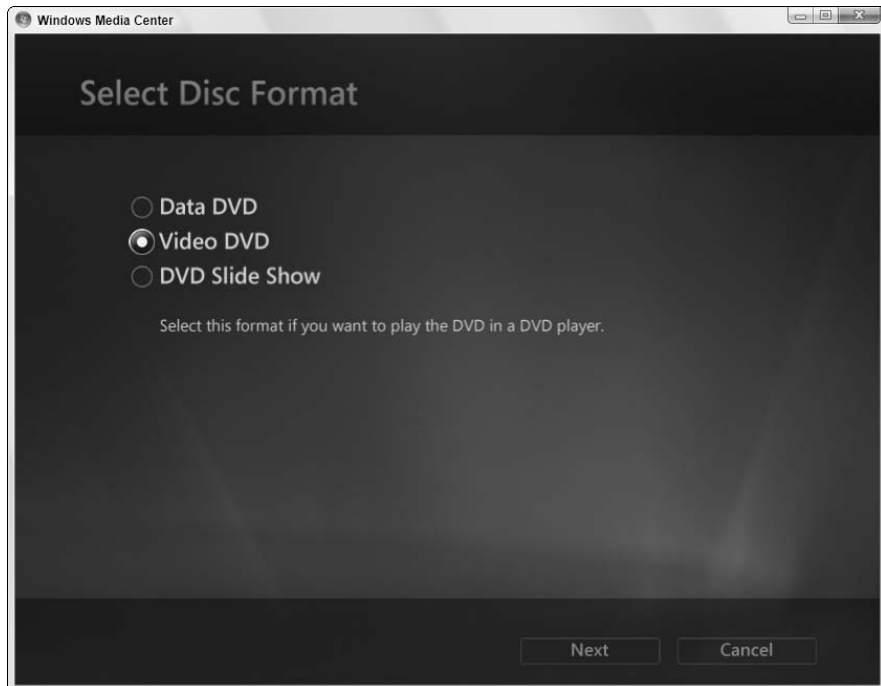 Windows Media Center
Select Disc Format
Data DVD
Video DVD
DVD Slide Show
Select this format if you want to play the DVD in a DVD player.
Next Cancel